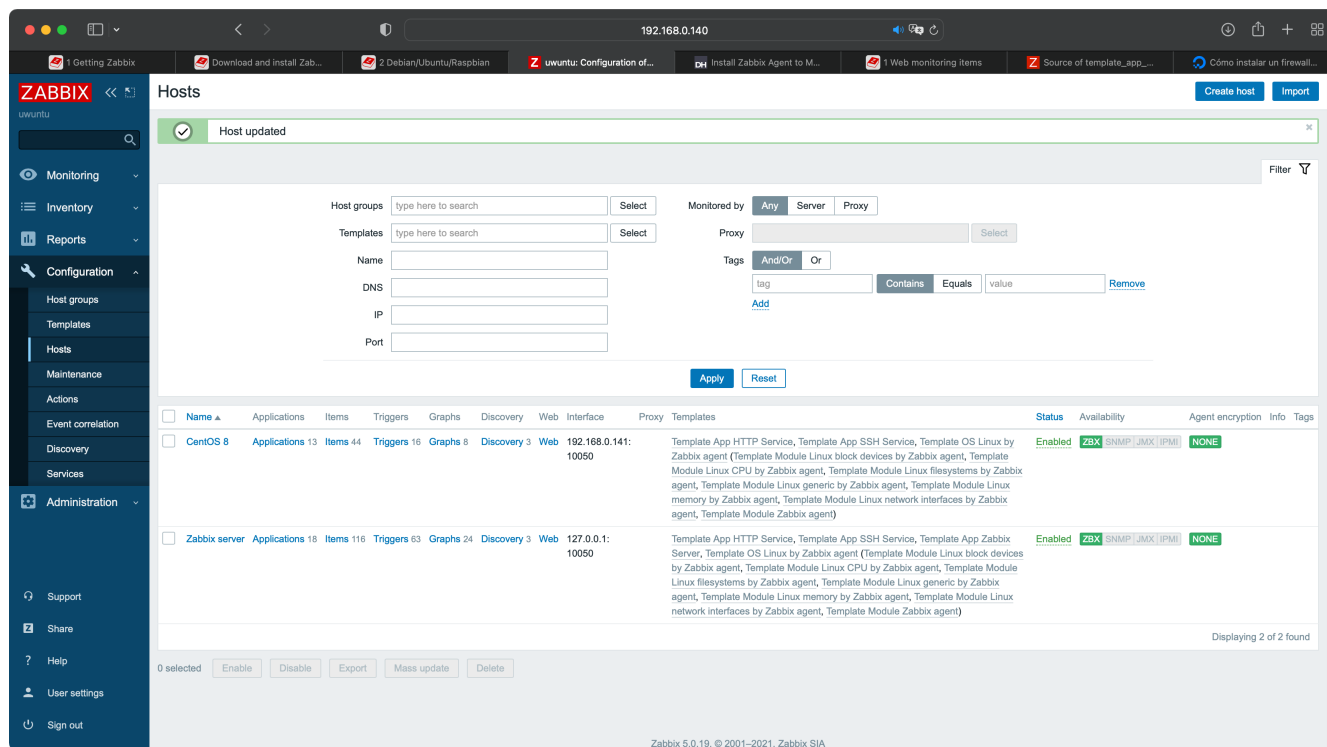 192.168.0.140
1 Getting Zabbix
Download and install Zab...
2 Debian/Ubuntu/Raspbian
Z uwuntu: Configuration of...
DH Install Zabbix Agent to M...
1 Web monitoring items
Z Source of template_app_...
Cómo instalar un firewall...
ZABBIX
uwuntu
Monitoring
Inventory
Reports
Configuration
Host groups
Templates
Hosts
Maintenance
Actions
Event correlation
Discovery
Services
Administration
Support
Z Share
? Help
User settings
Sign out
Hosts
Create host Import
Host updated
Filter
Host groups type here to search Select
Templates type here to search Select
Name
DNS
IP
Port
Monitored by Any Server Proxy
Proxy Select
Tags And/Or Or
tag Contains Equals value Remove
Add
Apply Reset
Name Applications Items Triggers Graphs Discovery Web Interface Proxy Templates Status Availability Agent encryption Info Tags
CentOS 8 Applications 13 Items 44 Triggers 16 Graphs 8 Discovery 3 Web 192.168.0.141: Template App HTTP Service, Template App SSH Service, Template OS Linux by Enabled ZBX SNMP JMX IPMI NONE
10050 Zabbix agent (Template Module Linux block devices by Zabbix agent, Template
Module Linux CPU by Zabbix agent, Template Module Linux filesystems by Zabbix
agent, Template Module Linux generic by Zabbix agent, Template Module Linux
memory by Zabbix agent, Template Module Linux network interfaces by Zabbix
agent, Template Module Zabbix agent)
Zabbix server Applications 18 Items 116 Triggers 63 Graphs 24 Discovery 3 Web 127.0.0.1: Template App HTTP Service, Template App SSH Service, Template App Zabbix Enabled ZBX SNMP JMX IPMI NONE
10050 Server, Template OS Linux by Zabbix agent (Template Module Linux block devices
by Zabbix agent, Template Module Linux CPU by Zabbix agent, Template Module
Linux filesystems by Zabbix agent, Template Module Linux generic by Zabbix
agent, Template Module Linux memory by Zabbix agent, Template Module Linux
network interfaces by Zabbix agent, Template Module Zabbix agent)
Displaying 2 of 2 found
0 selected Enable Disable Export Mass update Delete
Zabbix 5.0.19. © 2001–2021, Zabbix SIA